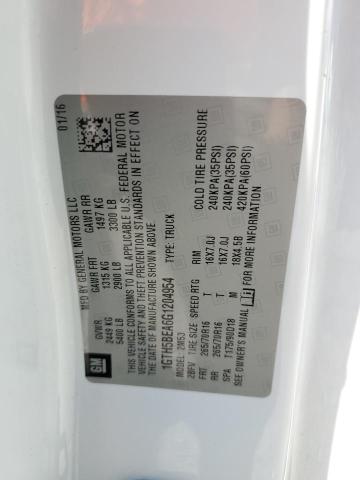 MFD BY GENERAL MOTORS LLC
01/16
GVWR GAWR FRT GAWR RR
2449 KG 1315 KG 1497 KG
5400 LB 2900 LB 3300 LB
THIS VEHICLE CONFORMS TO ALL APPLICABLE U.S. FEDERAL MOTOR
VEHICLE SAFETY AND THEFT PREVENTION STANDARDS IN EFFECT ON
THE DATE OF MANUFACTURE SHOWN ABOVE.
1GTH5BEA6G1204954 TYPE: TRUCK
MODEL: 2M53
2BFV TIRE SIZE RIM COLD TIRE PRESSURE
FRT 265/70R16 T 16X7.0J 240KPA(35PSI)
RR 265/70R16 T 16X7.0J 240KPA(35PSI)
SPA T175/90D18 M 18X4.5B 420KPA(60PSI)
SEE OWNER'S MANUAL FOR MORE INFORMATION
GM